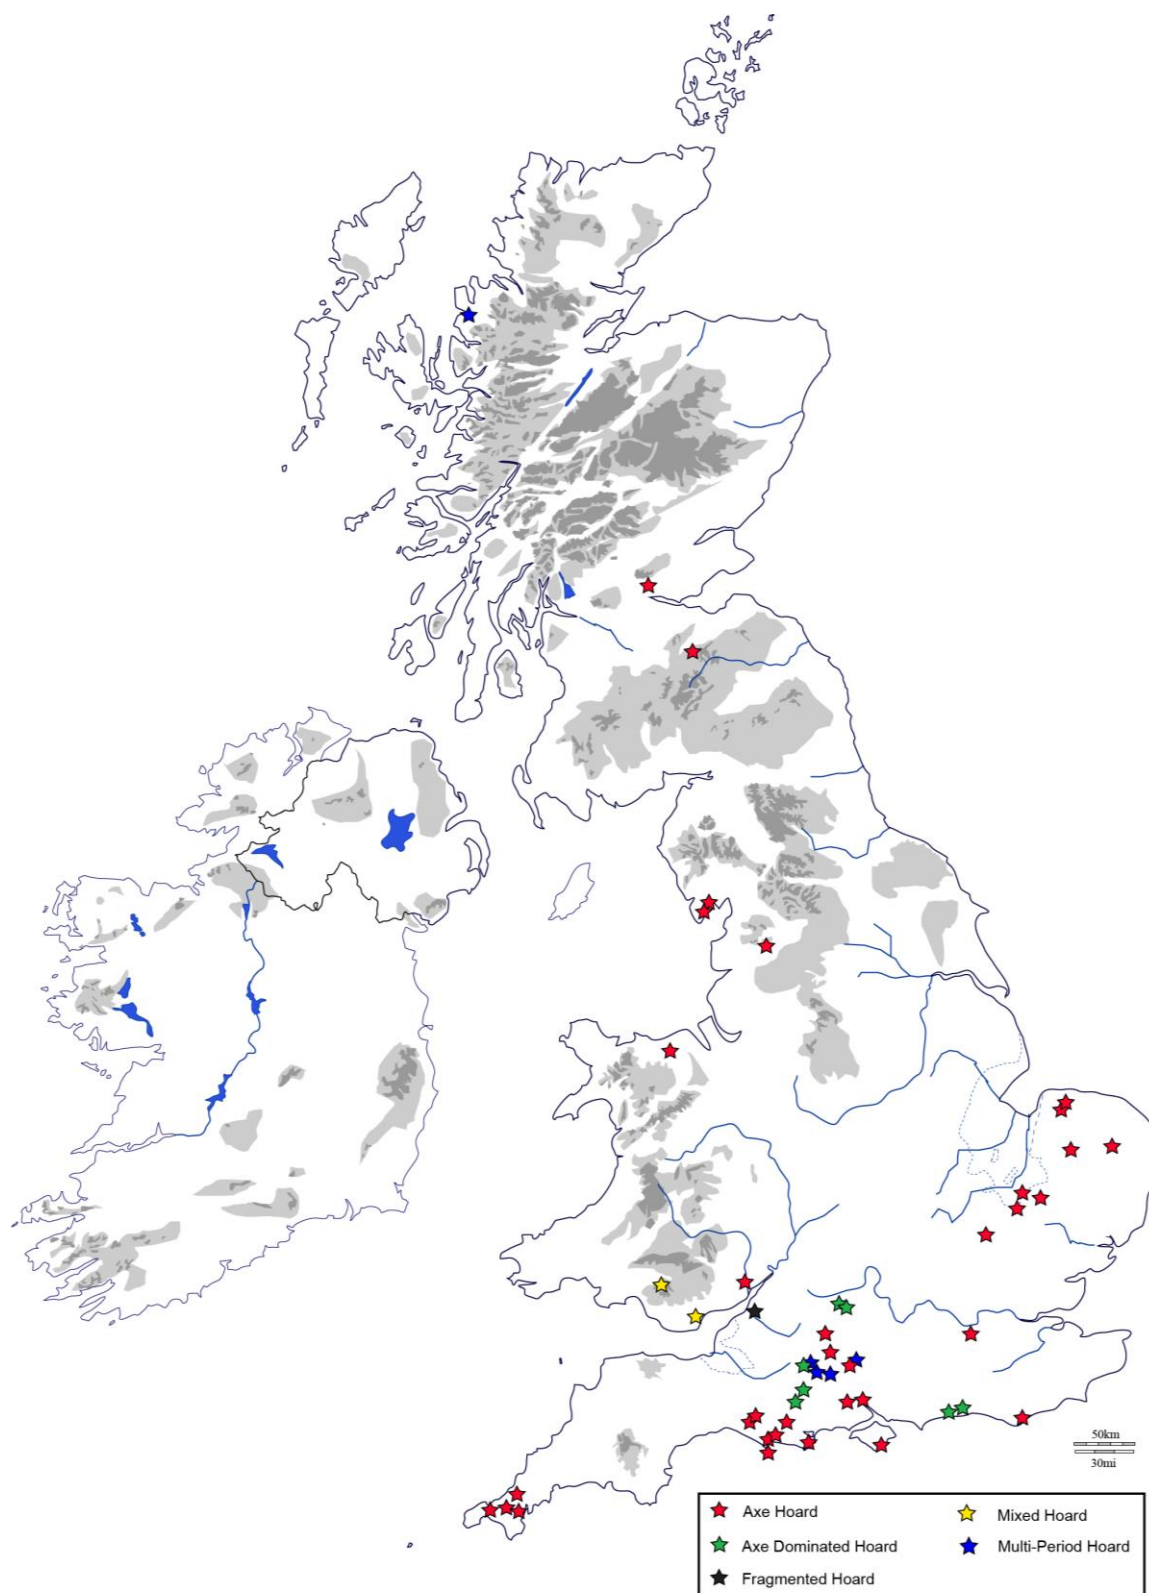 50km
30mi
Axe Hoard
Mixed Hoard
Axe Dominated Hoard
Multi-Period Hoard
Fragmented Hoard